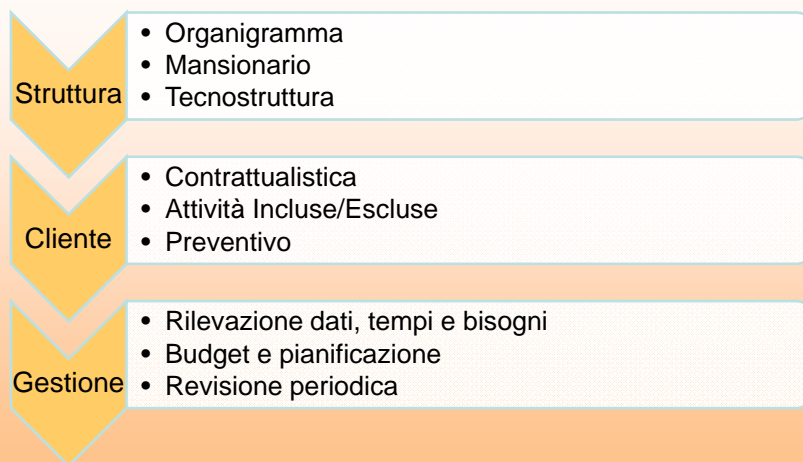 Struttura
• Organigramma
• Mansionario
• Tecnostruttura
Cliente
• Contrattualistica
• Attività Incluse/Escluse
• Preventivo
Gestione
• Rilevazione dati, tempi e bisogni
• Budget e pianificazione
• Revisione periodica